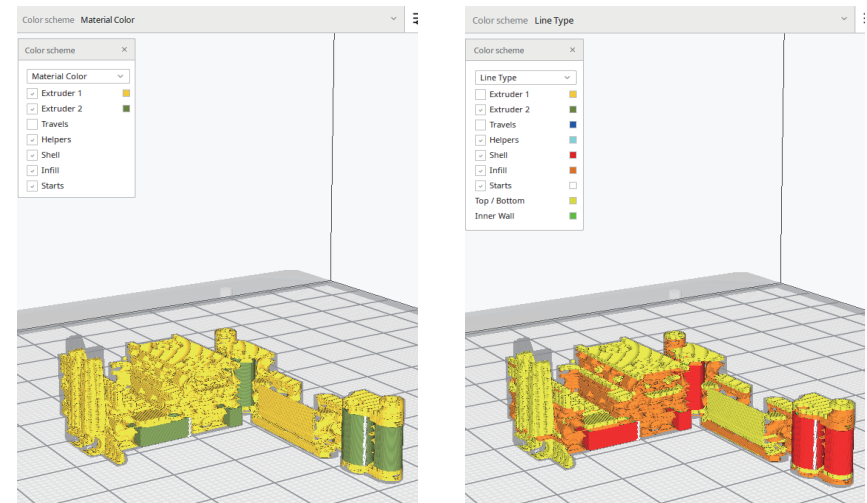 Color scheme Material Color
Color scheme
Material Color
Extruder 1
Extruder 2
Travels
Helpers
Shell
Infill
Starts
Color scheme Line Type
Color scheme
Line Type
Extruder 1
Extruder 2
Travels
Helpers
Shell
Infill
Starts
Top / Bottom
Inner Wall